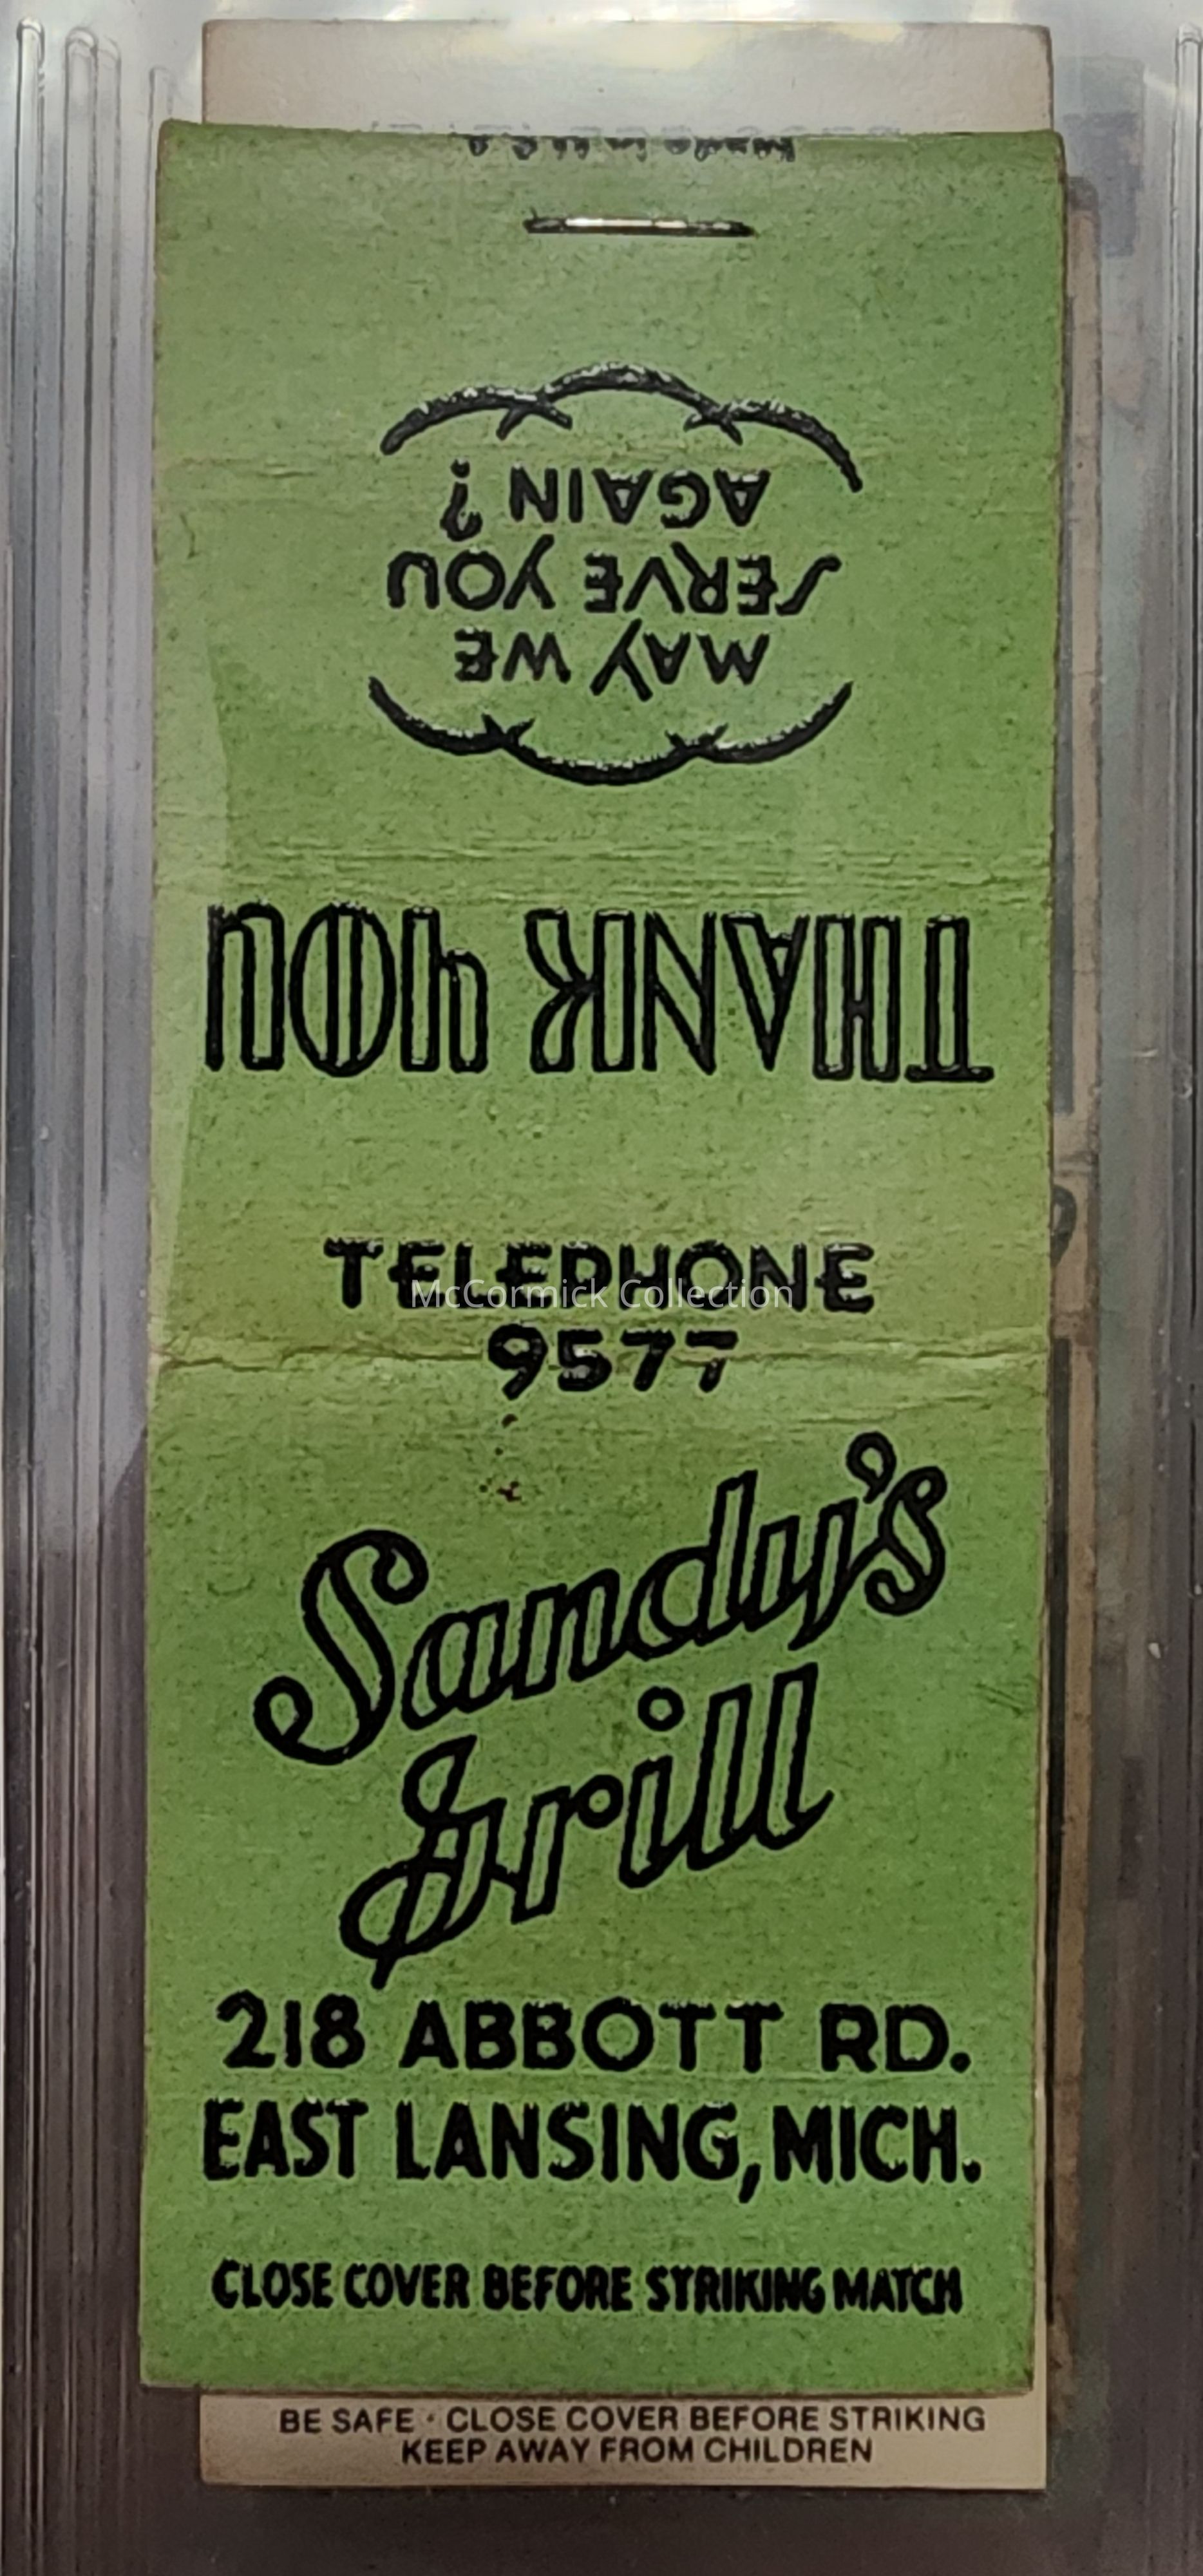 Made in U.S.A.
MAY WE
SERVE YOU
AGAIN?
THANK YOU
TELEPHONE
9577
Sandy's
Grill
218 ABBOTT RD.
EAST LANSING, MICH.
CLOSE COVER BEFORE STRIKING MATCH
BE SAFE · CLOSE COVER BEFORE STRIKING
KEEP AWAY FROM CHILDREN
McCormick Collection